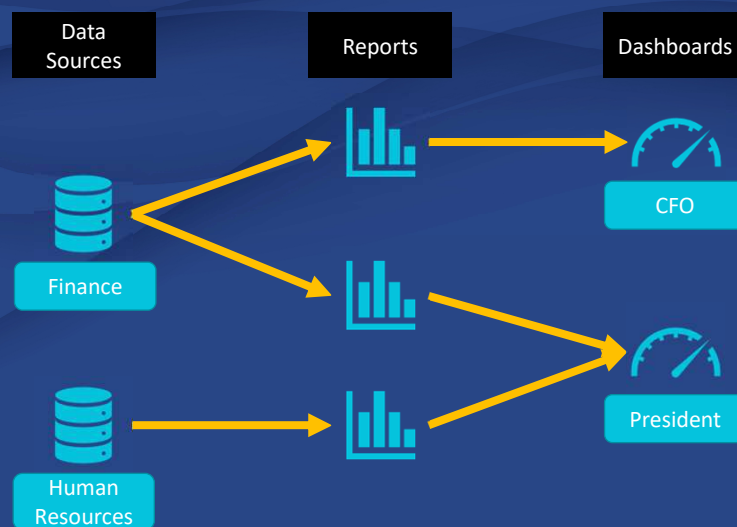 Data
Sources
Reports
Dashboards
CFO
Finance
President
Human
Resources